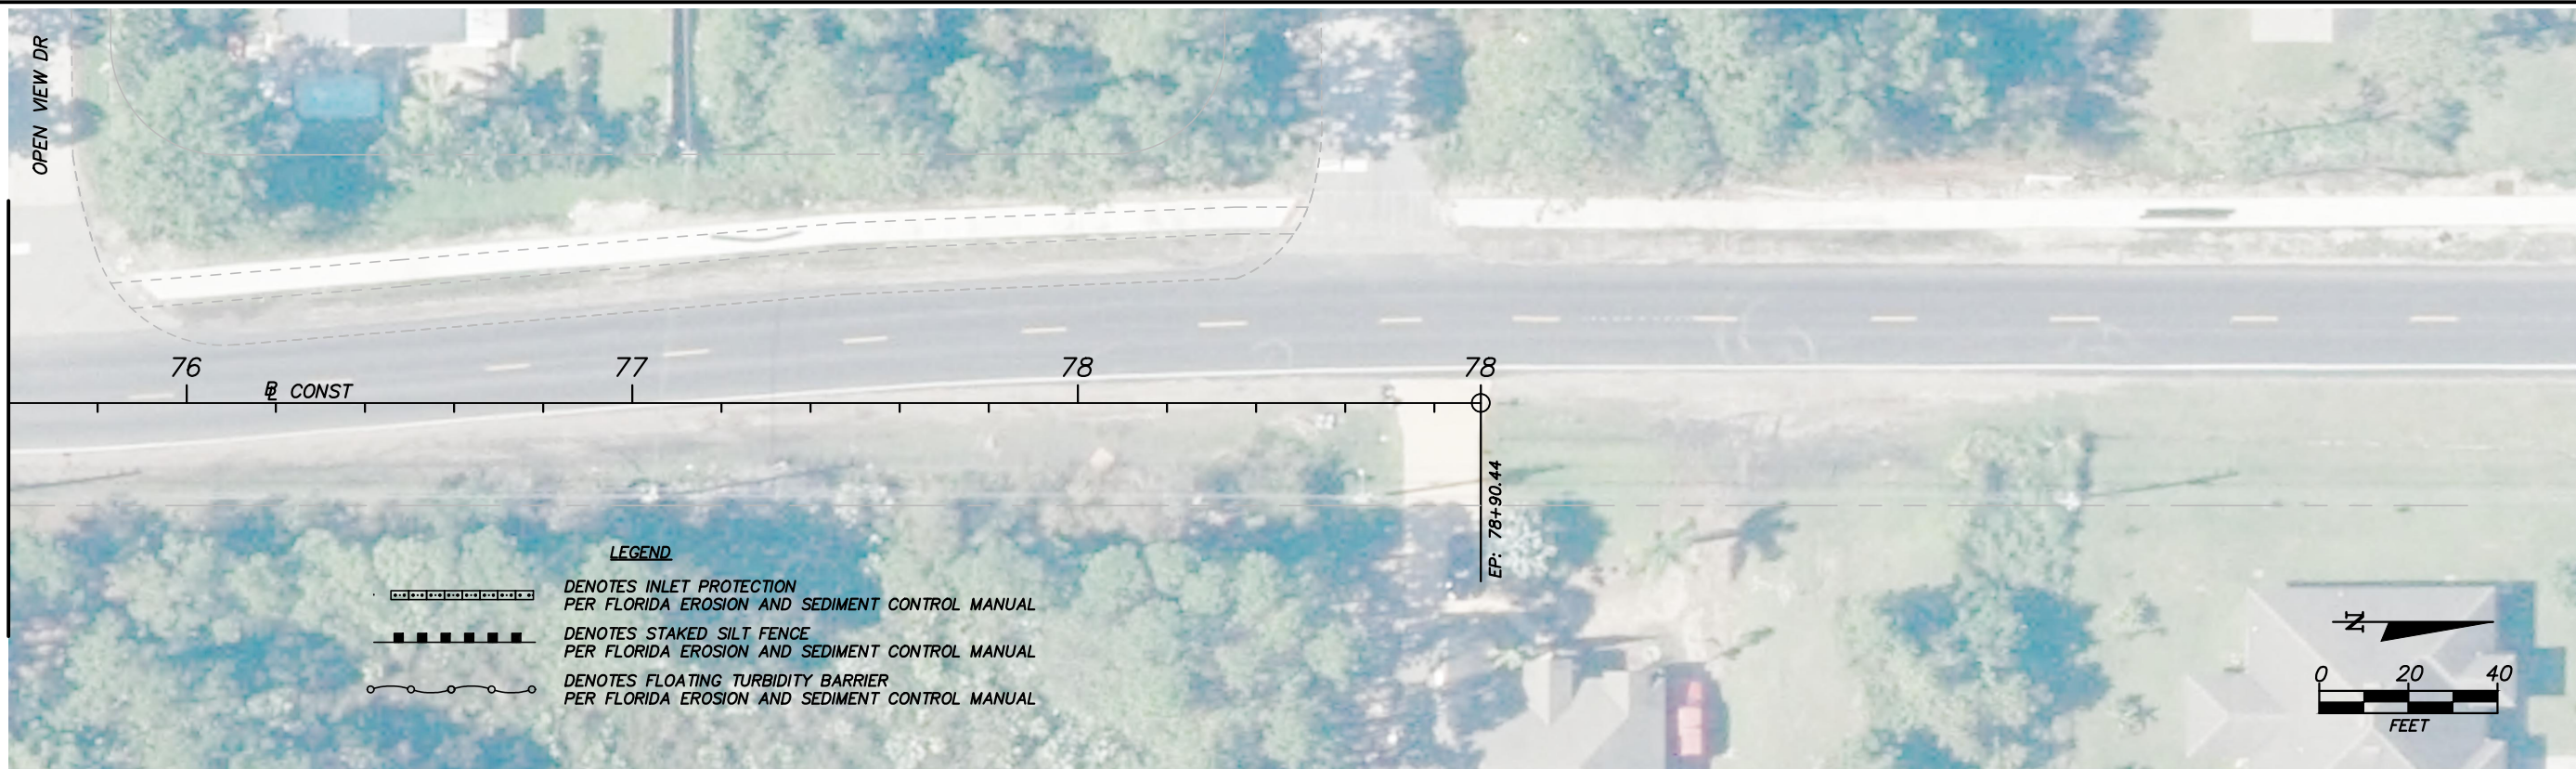 OPEN VIEW DR
76
77
78
78
BL CONST
EP: 78+90.44
LEGEND
DENOTES INLET PROTECTION
PER FLORIDA EROSION AND SEDIMENT CONTROL MANUAL
DENOTES STAKED SILT FENCE
PER FLORIDA EROSION AND SEDIMENT CONTROL MANUAL
DENOTES FLOATING TURBIDITY BARRIER
PER FLORIDA EROSION AND SEDIMENT CONTROL MANUAL
N
0 20 40
FEET